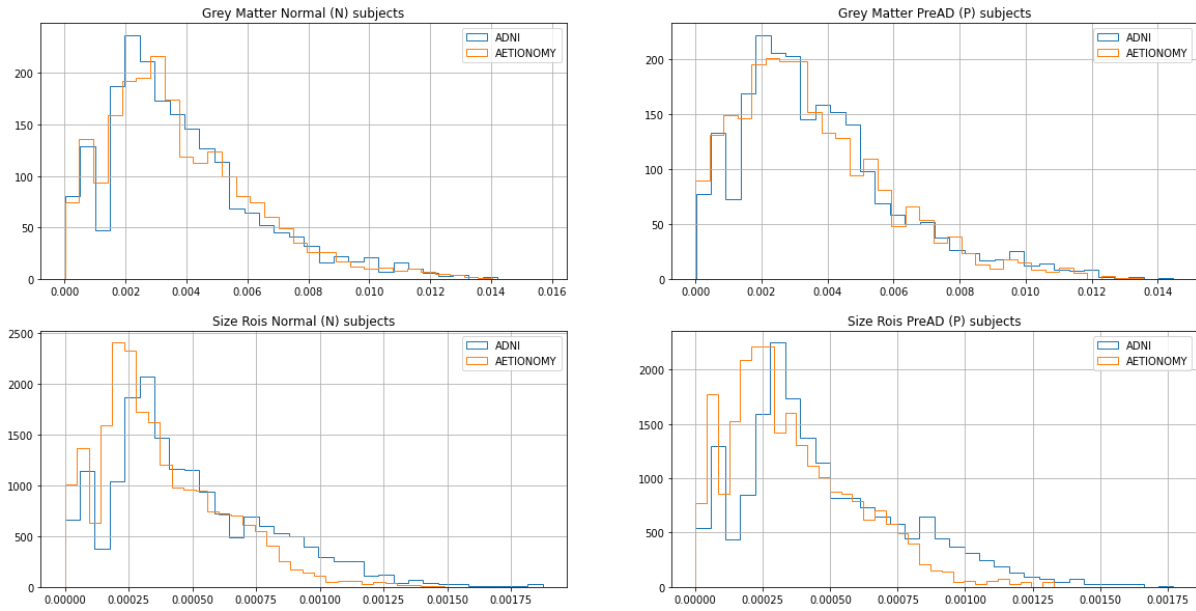 Grey Matter Normal (N) subjects
ADNI
AETIONOMY
200
150
100
50
0
0.000 0.002 0.004 0.006 0.008 0.010 0.012 0.014 0.016
Grey Matter PreAD (P) subjects
ADNI
AETIONOMY
200
150
100
50
0
0.000 0.002 0.004 0.006 0.008 0.010 0.012 0.014
Size Rois Normal (N) subjects
ADNI
AETIONOMY
2500
2000
1500
1000
500
0
0.00000 0.00025 0.00050 0.00075 0.00100 0.00125 0.00150 0.00175
Size Rois PreAD (P) subjects
ADNI
AETIONOMY
2000
1500
1000
500
0
0.00000 0.00025 0.00050 0.00075 0.00100 0.00125 0.00150 0.00175